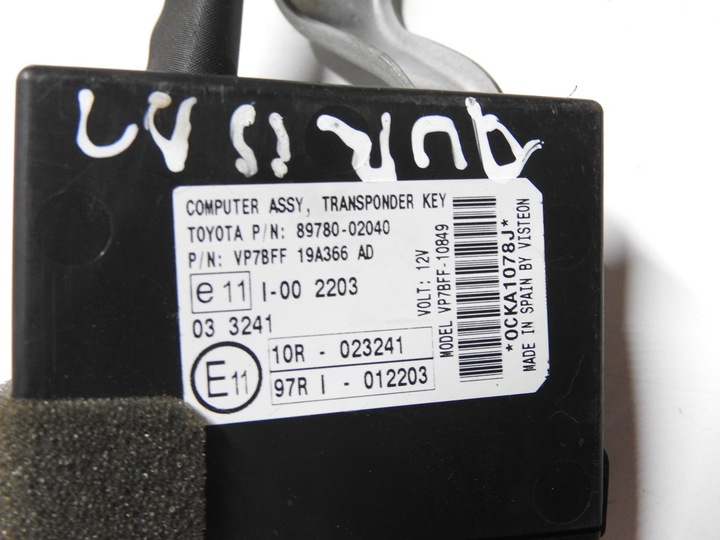 COMPUTER ASSY, TRANSPONDER KEY
TOYOTA P/N: 89780-02040
P/N: VP7BFF 19A366 AD
e 11 I-00 2203
03 3241
E 11
10R - 023241
97R I - 012203
VOLT: 12V
MODEL VP7BFF-10849
*OCKA1078J*
MADE IN SPAIN BY VISTEON